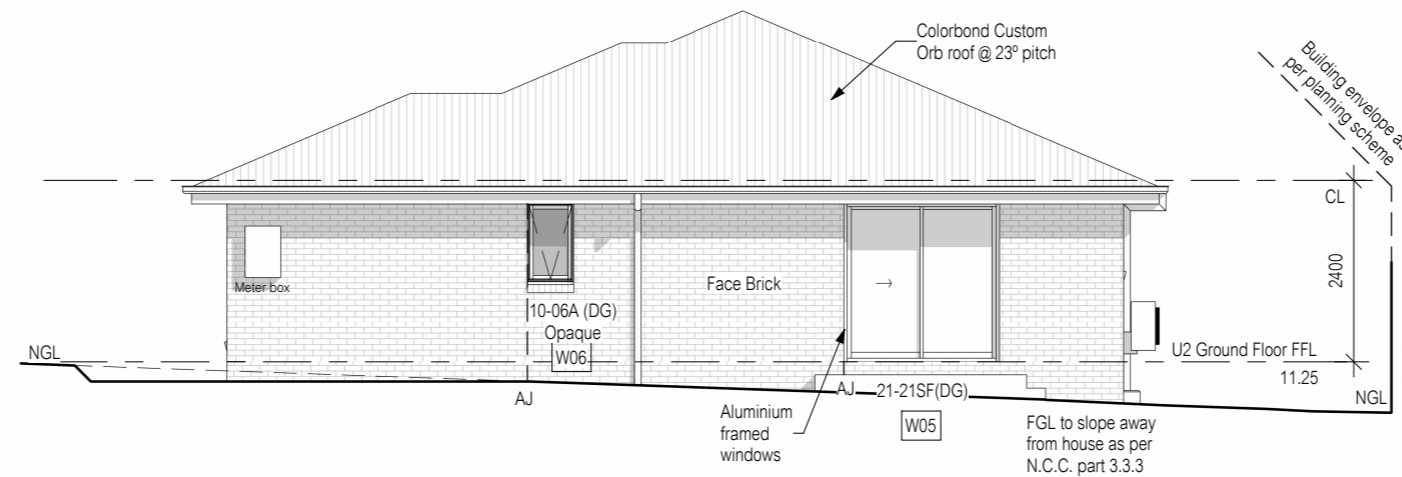 Colorbond Custom
Orb roof @ 23º pitch
Building envelope as
per planning scheme
CL
2400
Meter box
Face Brick
10-06A (DG)
Opaque
W06
NGL
U2 Ground Floor FFL
11.25
NGL
AJ
AJ
21-21SF(DG)
W05
Aluminium
framed
windows
FGL to slope away
from house as per
N.C.C. part 3.3.3